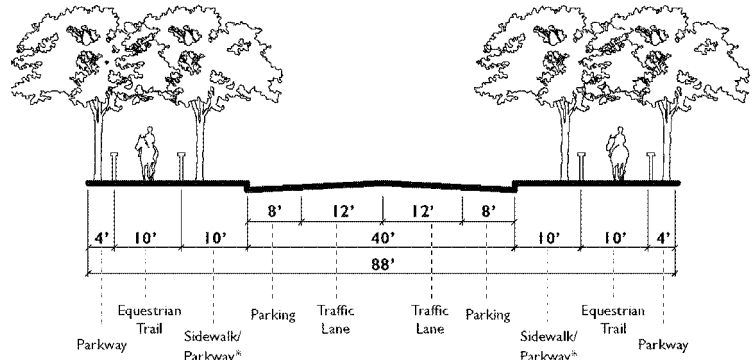 8' 12' 12' 8'
4' 10' 10' 40' 10' 10' 4'
88'
Parkway
Equestrian
Trail
Sidewalk/
Parkway*
Parking
Traffic
Lane
Traffic
Lane
Parking
Sidewalk/
Parkway*
Equestrian
Trail
Parkway